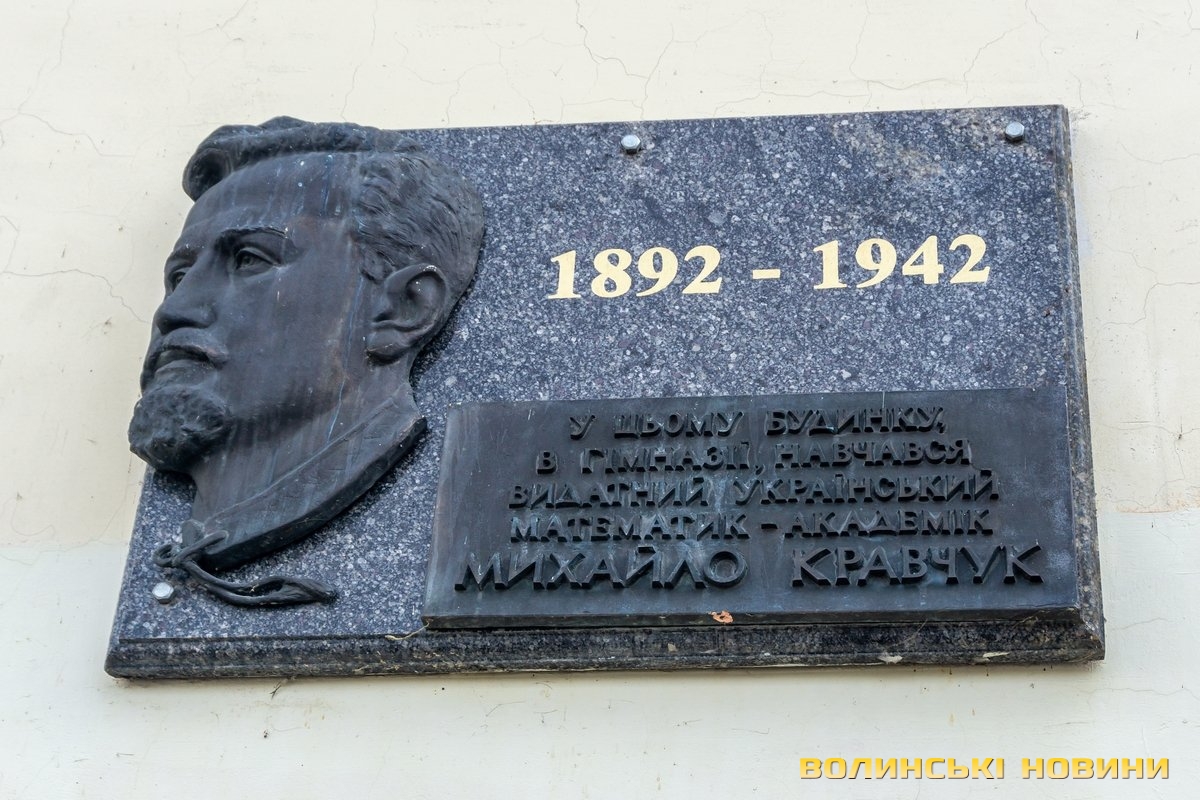 1892 - 1942
У ЦЬОМУ БУДИНКУ,
В ГІМНАЗІЇ, НАВЧАВСЯ
ВИДАТНИЙ УКРАЇНСЬКИЙ
МАТЕМАТИК - АКАДЕМІК
МИХАЙЛО КРАВЧУК
ВОЛИНСЬКІ НОВИНИ